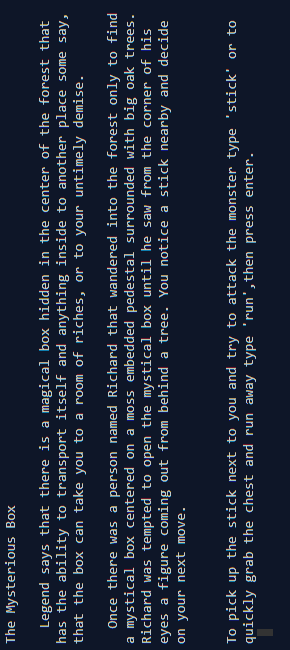 The Mysterious Box
Legend says that there is a magical box hidden in the center of the forest that
has the ability to transport itself and anything inside to another place some say,
that the box can take you to a room of riches, or to your untimely demise.
Once there was a person named Richard that wandered into the forest only to find
a mystical box centered on a moss embedded pedestal surrounded with big oak trees.
Richard was tempted to open the mystical box until he saw from the corner of his
eyes a figure coming out from behind a tree. You notice a stick nearby and decide
on your next move.
To pick up the stick next to you and try to attack the monster type 'stick' or to
quickly grab the chest and run away type 'run',then press enter.